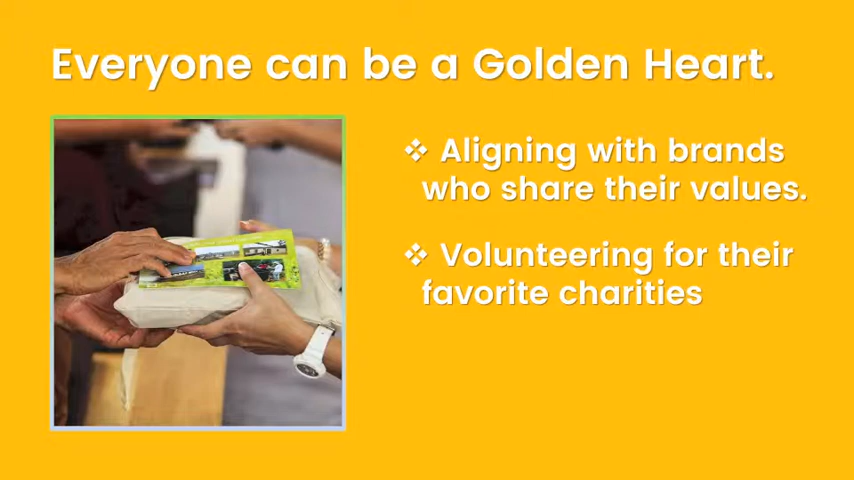 Everyone can be a Golden Heart.
❖ Aligning with brands
who share their values.
❖ Volunteering for their
favorite charities